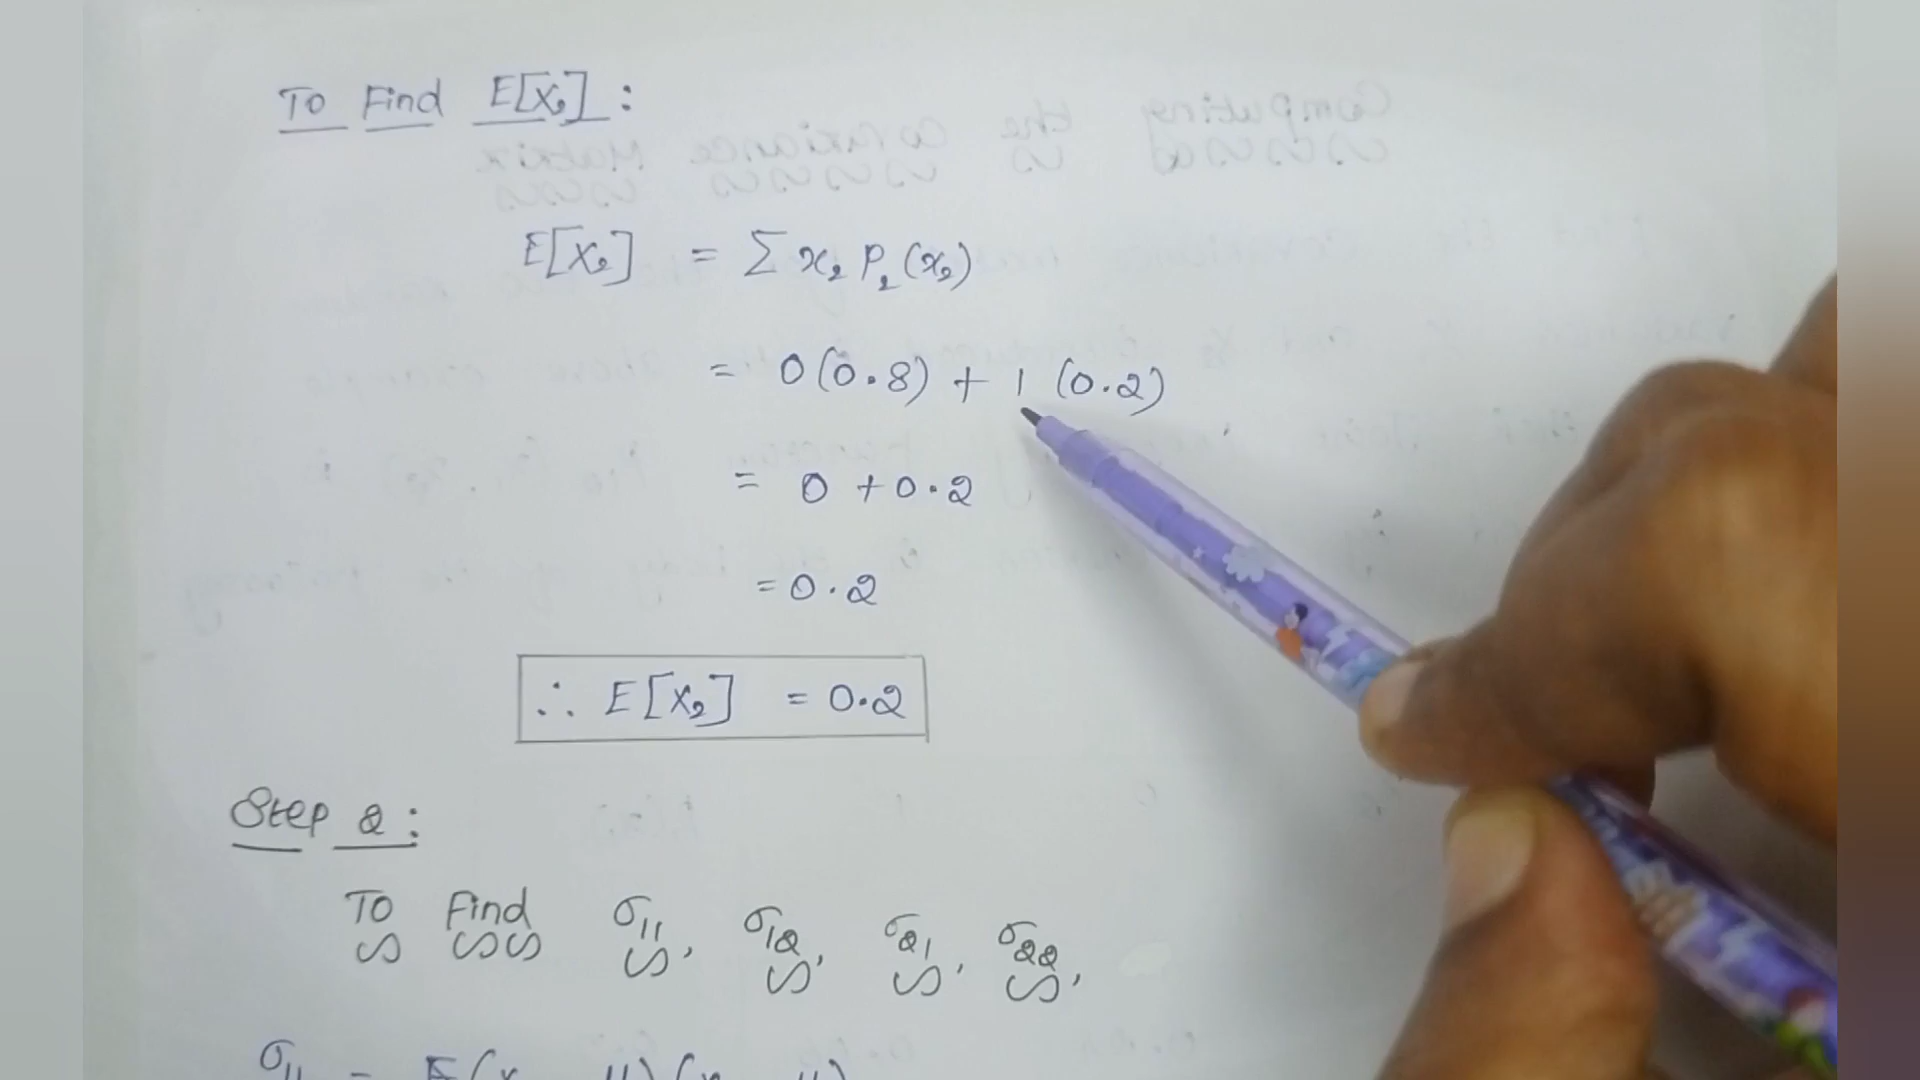 To Find E[X₂] :
E[X₂] = Σ x₂ P₂(x₂)
= 0(0.8) + 1 (0.2)
= 0 + 0.2
= 0.2
∴ E[X₂] = 0.2
Step 2 :
To Find σ₁₁, σ₁₂, σ₂₁, σ₂₂,
σ₁₁ =